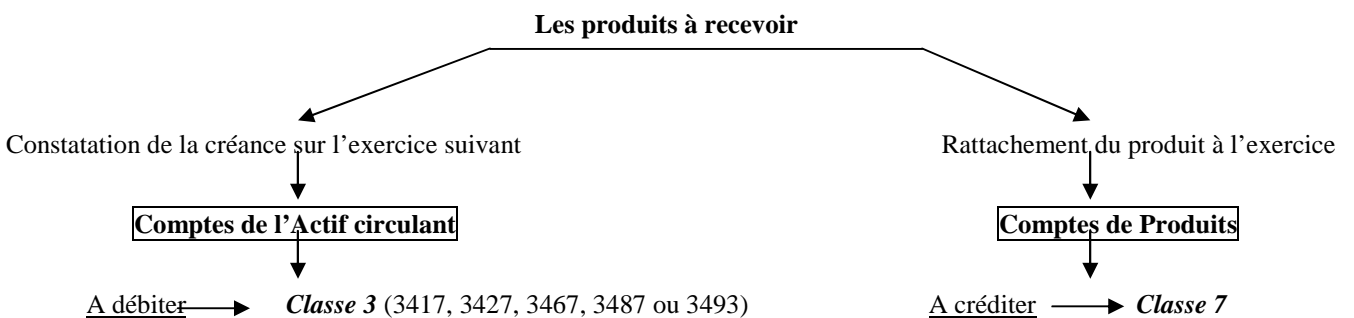 Les produits à recevoir
Constatation de la créance sur l’exercice suivant
Rattachement du produit à l’exercice
Comptes de l’Actif circulant
Comptes de Produits
A débiter
Classe 3 (3417, 3427, 3467, 3487 ou 3493)
A créditer
Classe 7